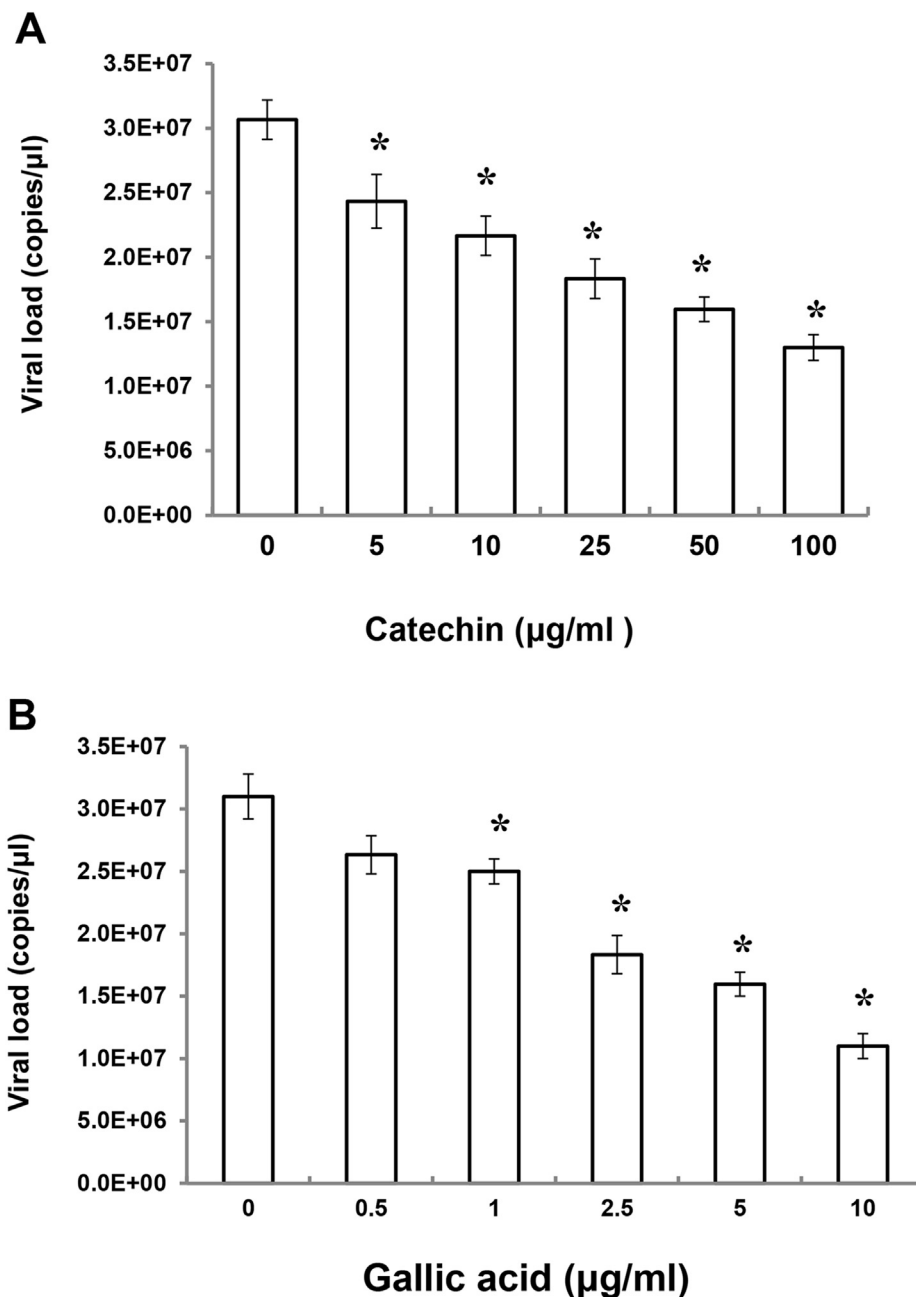 A
Viral load (copies/µl)
3.5E+07
3.0E+07
2.5E+07
2.0E+07
1.5E+07
1.0E+07
5.0E+06
0.0E+00
*
*
*
*
*
0 5 10 25 50 100
Catechin (µg/ml )
B
Viral load (copies/µl)
3.5E+07
3.0E+07
2.5E+07
2.0E+07
1.5E+07
1.0E+07
5.0E+06
0.0E+00
*
*
*
*
0 0.5 1 2.5 5 10
Gallic acid (µg/ml)